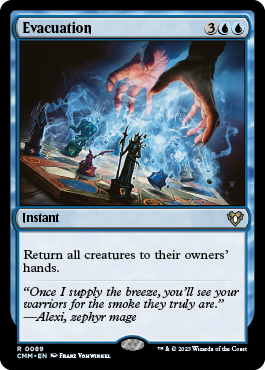 Evacuation 3
Instant
Return all creatures to their owners’
hands.
“Once I supply the breeze, you’ll see your
warriors for the smoke they truly are.”
—Alexi, zephyr mage
R 0089
CMM • EN Franz Vohwinkel
™ & © 2023 Wizards of the Coast